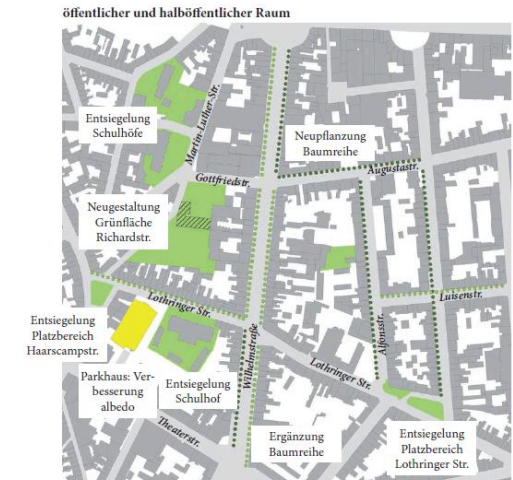 öffentlicher und halböffentlicher Raum
Entsiegelung
Schulhöfe
Martin-Luther-Str.
Neupflanzung
Baumreihe
Augustastr.
Gottfriedstr.
Neugestaltung
Grünfläche
Richardstr.
Lothringer Str.
Luisenstr.
Entsiegelung
Platzbereich
Haarscampstr.
Wilhelmstraße
Alfonsstr.
Lothringer Str.
Parkhaus: Ver-
besserung
albedo
Entsiegelung
Schulhof
Theaterstr.
Ergänzung
Baumreihe
Entsiegelung
Platzbereich
Lothringer Str.